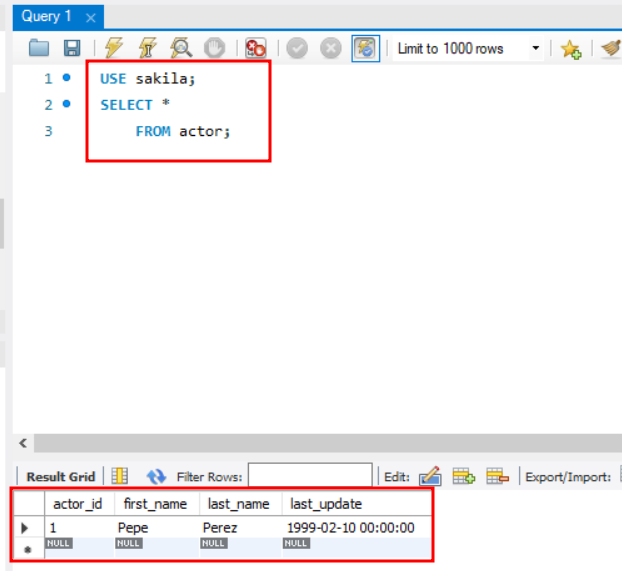 Query 1
Limit to 1000 rows
1 USE sakila;
2 SELECT *
3 FROM actor;
Result Grid Filter Rows: Edit: Export/Import:
actor_id first_name last_name last_update
1 Pepe Perez 1999-02-10 00:00:00
NULL NULL NULL NULL